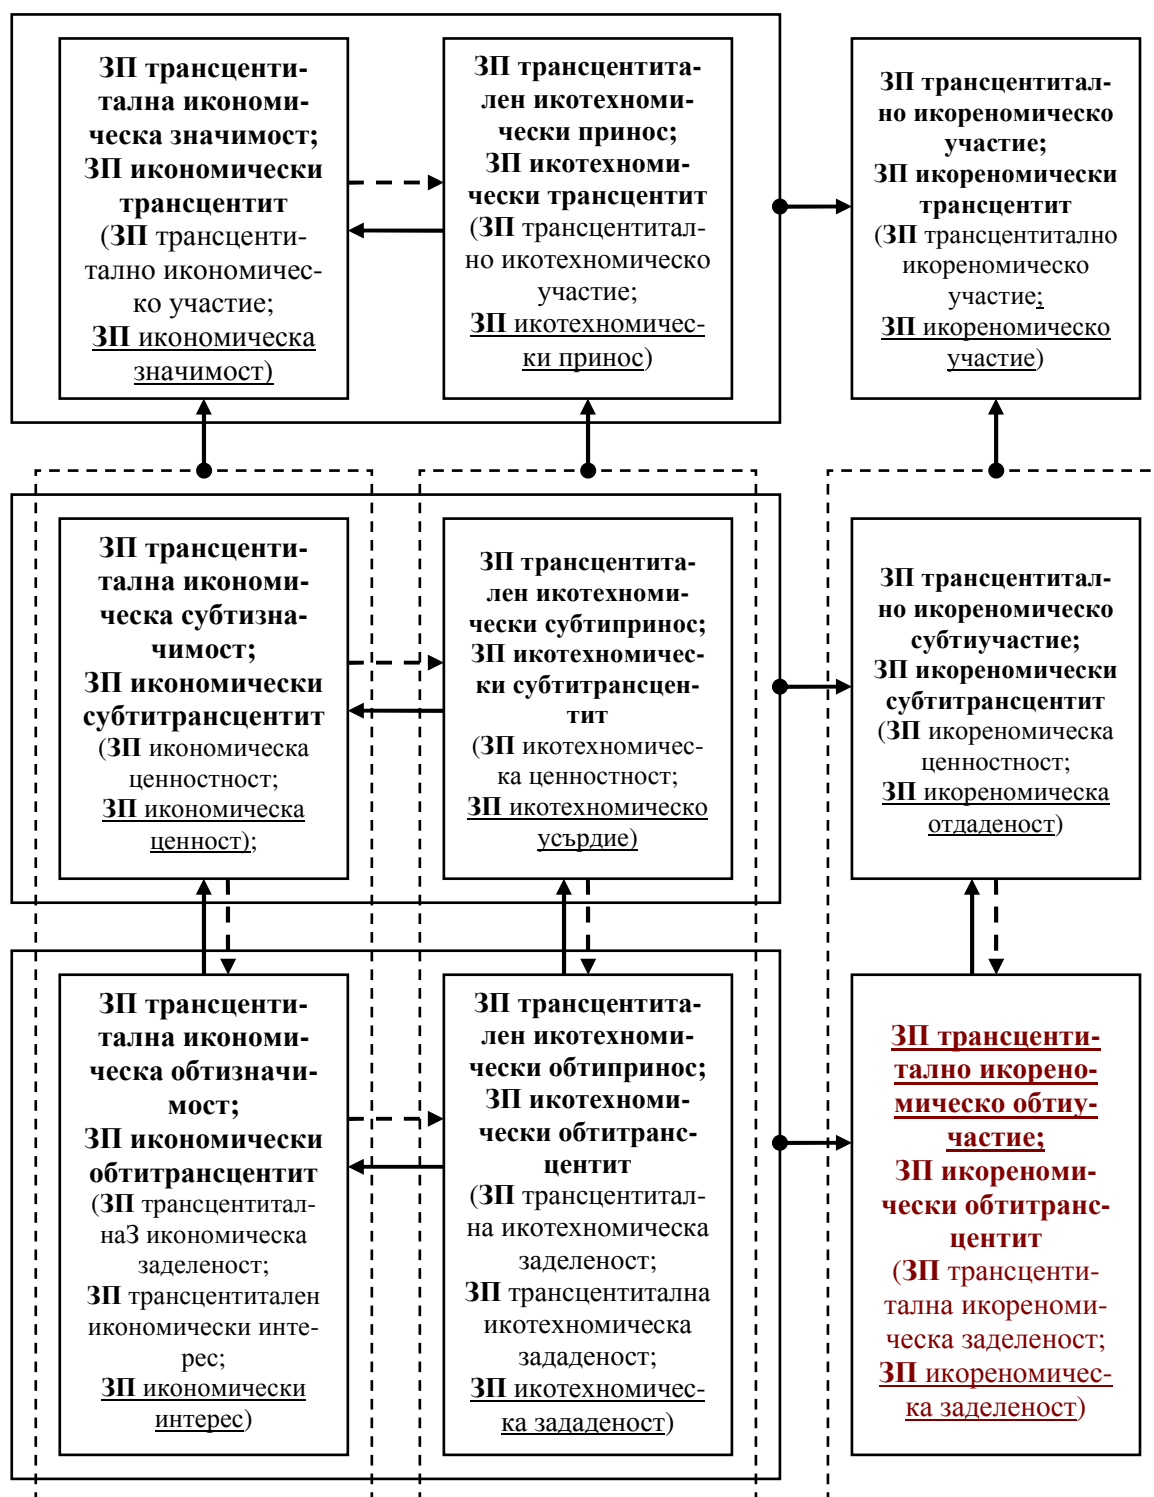 ЗП трансценти-
тална икономи-
ческа значимост;
ЗП икономически
трансцентит
(ЗП трансценти-
тално икономичес-
ко участие;
ЗП икономическа
значимост)
ЗП трансцентита-
лен икотехноми-
чески принос;
ЗП икотехноми-
чески трансцентит
(ЗП трансцентитал-
но икотехномическо
участие;
ЗП икотехномичес-
ки принос)
ЗП трансцентитал-
но икореномическо
участие;
ЗП икореномически
трансцентит
(ЗП трансцентитално
икореномическо
участие;
ЗП икореномическо
участие)
ЗП трансценти-
тална икономи-
ческа субтизна-
чимост;
ЗП икономически
субтитрансцентит
(ЗП икономическа
ценностност;
ЗП икономическа
ценност);
ЗП трансцентита-
лен икотехноми-
чески субтипринос;
ЗП икотехномичес-
ки субтитрансцен-
тит
(ЗП икотехномичес-
ка ценностност;
ЗП икотехномическо
усърдие)
ЗП трансцентитал-
но икореномическо
субтиучастие;
ЗП икореномически
субтитрансцентит
(ЗП икореномическа
ценностност;
ЗП икореномическа
отдаденост)
ЗП трансценти-
тална икономи-
ческа обтизначи-
мост;
ЗП икономически
обтитрансцентит
(ЗП трансцентитал-
наЗ икономическа
заделеност;
ЗП трансцентитален
икономически инте-
рес;
ЗП икономически
интерес)
ЗП трансцентита-
лен икотехноми-
чески обтипринос;
ЗП икотехноми-
чески обтитранс-
центит
(ЗП трансцентитал-
на икотехномическа
заделеност;
ЗП трансцентитална
икотехномическа
зададеност;
ЗП икотехномичес-
ка зададеност)
ЗП трансценти-
тално икорено-
мическо обтиу-
частие;
ЗП икореноми-
чески обтитранс-
центит
(ЗП трансценти-
тална икореноми-
ческа заделеност;
ЗП икореномичес-
ка заделеност)